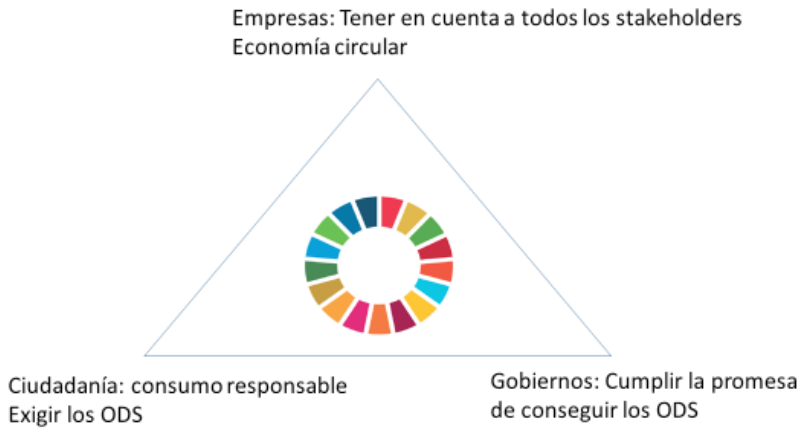 Empresas: Tener en cuenta a todos los stakeholders
Economía circular
Ciudadanía: consumo responsable
Exigir los ODS
Gobiernos: Cumplir la promesa
de conseguir los ODS